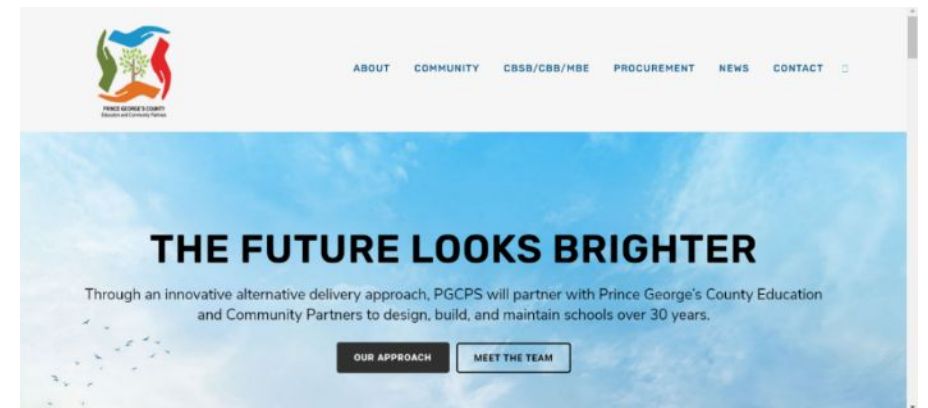 PRINCE GEORGE'S COUNTY
Education and Community Partners
ABOUT COMMUNITY CBSB/CBB/MBE PROCUREMENT NEWS CONTACT
THE FUTURE LOOKS BRIGHTER
Through an innovative alternative delivery approach, PGCPS will partner with Prince George's County Education
and Community Partners to design, build, and maintain schools over 30 years.
OUR APPROACH MEET THE TEAM